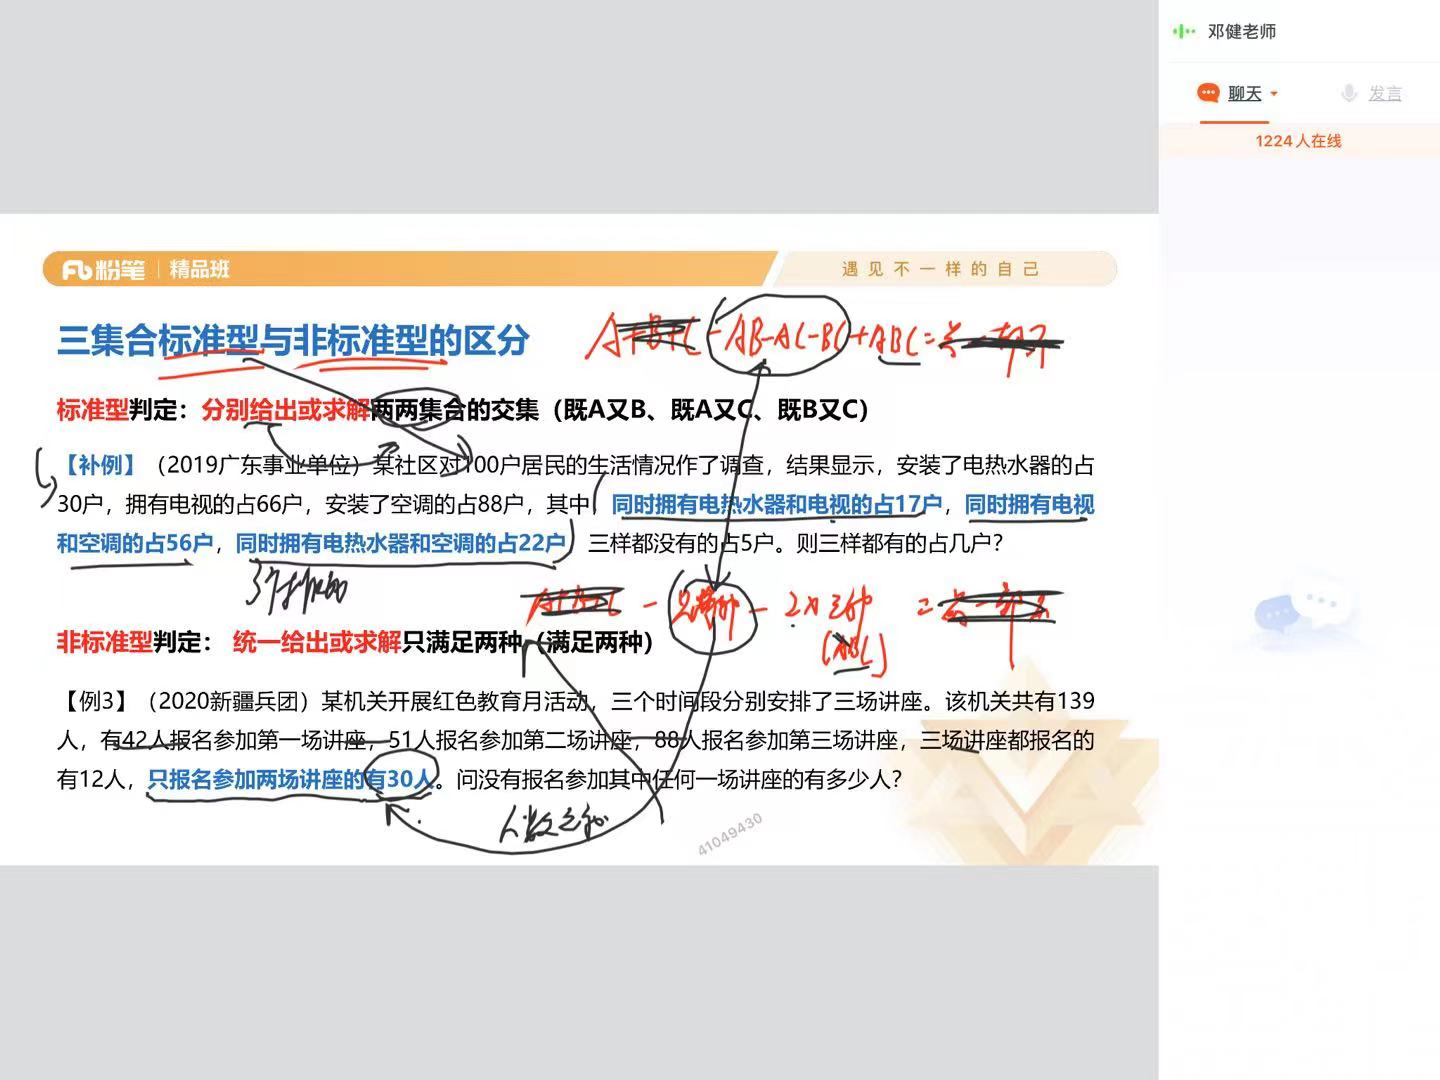 邓健老师
聊天
发言
1224人在线
粉笔 精品班
遇见不一样的自己
三集合标准型与非标准型的区分
A+B+C-AB-AC-BC+ABC=总-都不
标准型判定：分别给出或求解两两集合的交集（既A又B、既A又C、既B又C）
【补例】（2019广东事业单位）某社区对100户居民的生活情况作了调查，结果显示，安装了电热水器的占
30户，拥有电视的占66户，安装了空调的占88户，其中，同时拥有电热水器和电视的占17户，同时拥有电视
和空调的占56户，同时拥有电热水器和空调的占22户，三样都没有的占5户。则三样都有的占几户？
A+B+C - 只满两种 - 2×三种 = 总-都不
(ABC)
非标准型判定： 统一给出或求解只满足两种（满足两种）
【例3】（2020新疆兵团）某机关开展红色教育月活动，三个时间段分别安排了三场讲座。该机关共有139
人，有42人报名参加第一场讲座，51人报名参加第二场讲座，88人报名参加第三场讲座，三场讲座都报名的
有12人，只报名参加两场讲座的有30人。问没有报名参加其中任何一场讲座的有多少人？
人数之和
41049430